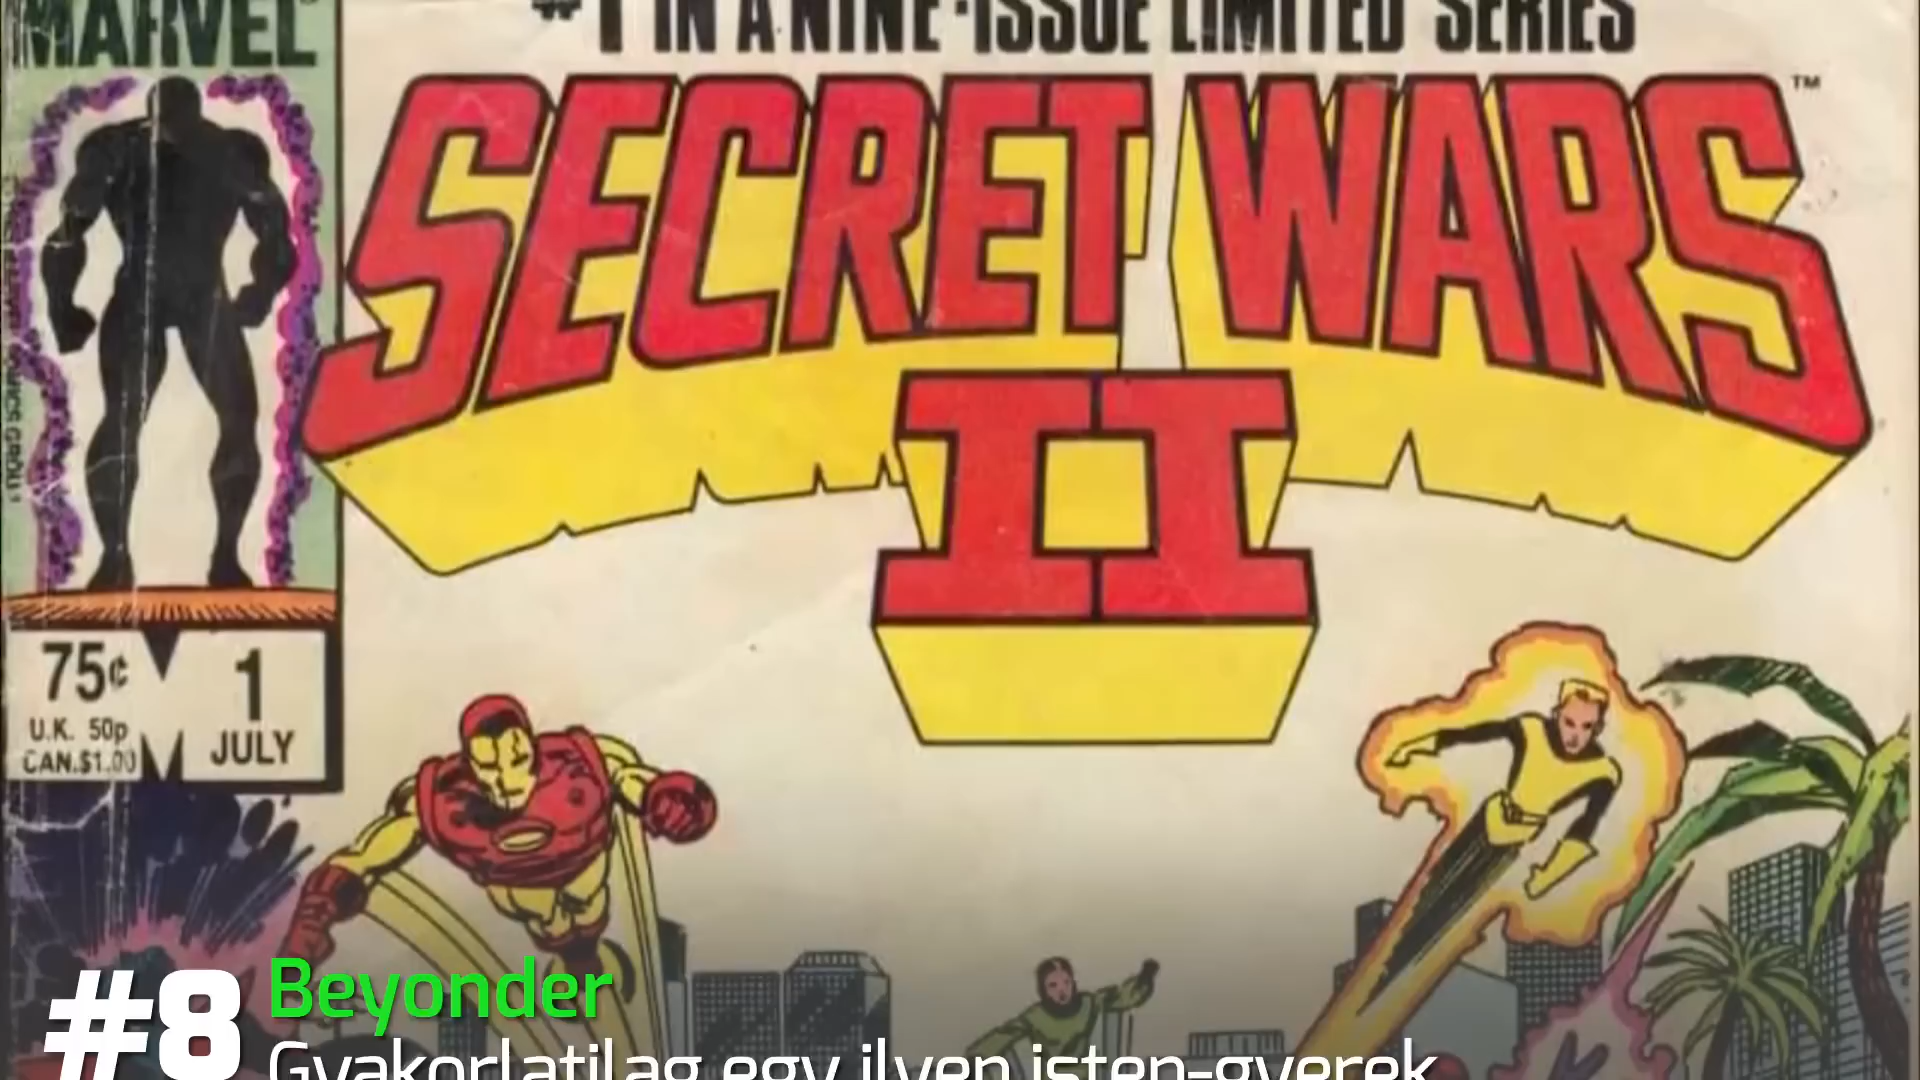 MARVEL
#1 IN A NINE-ISSUE LIMITED SERIES
SECRET WARS
™
II
75¢
1
U.K. 50p
JULY
CAN.$1.00
#8
Beyonder
Gyakorlatilag egy ilyen isten-gyerek